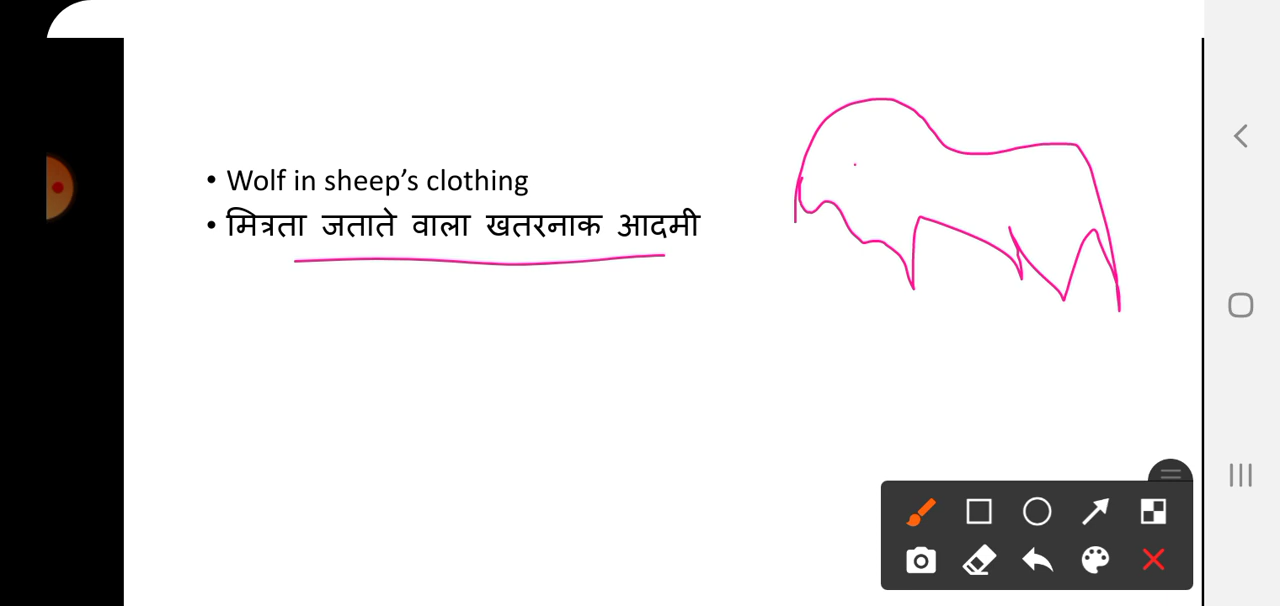 • Wolf in sheep’s clothing
• मित्रता जताते वाला खतरनाक आदमी